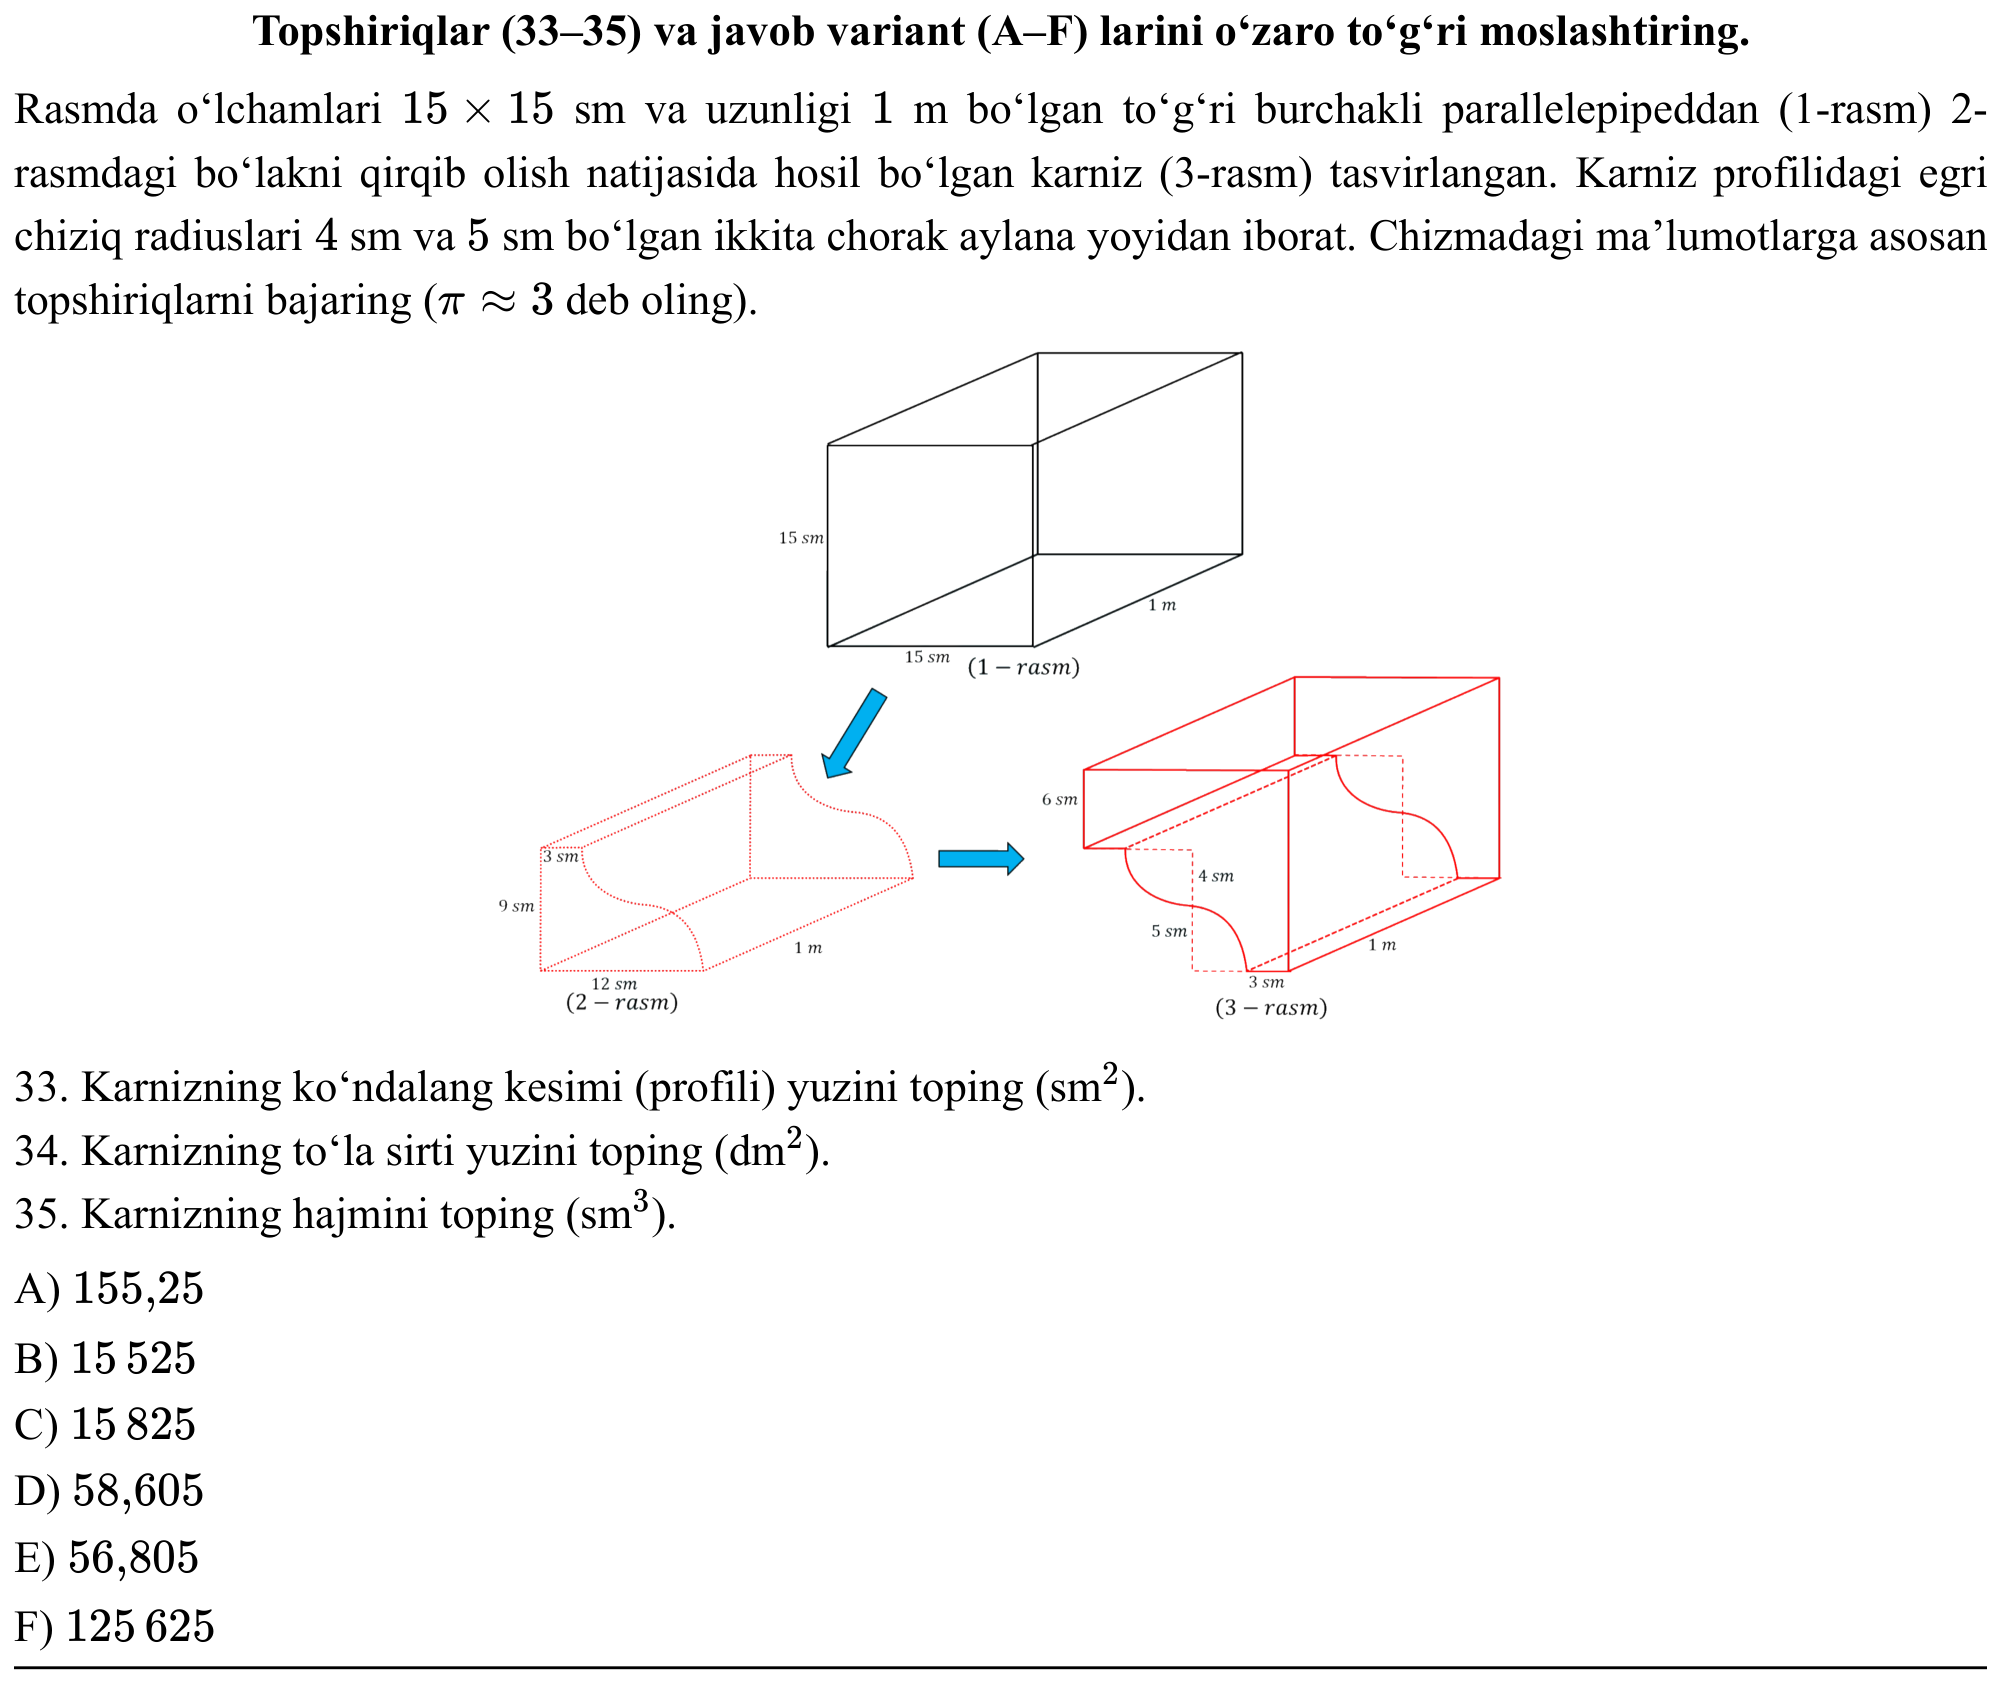 Topshiriqlar (33–35) va javob variant (A–F) larini o‘zaro to‘g‘ri moslashtiring.
Rasmda o‘lchamlari 15 × 15 sm va uzunligi 1 m bo‘lgan to‘g‘ri burchakli parallelepipeddan (1-rasm) 2-
rasmdagi bo‘lakni qirqib olish natijasida hosil bo‘lgan karniz (3-rasm) tasvirlangan. Karniz profilidagi egri
chiziq radiuslari 4 sm va 5 sm bo‘lgan ikkita chorak aylana yoyidan iborat. Chizmadagi ma’lumotlarga asosan
topshiriqlarni bajaring (π ≈ 3 deb oling).
15 sm
1 m
15 sm
(1 − rasm)
3 sm
9 sm
1 m
12 sm
(2 − rasm)
6 sm
4 sm
5 sm
1 m
3 sm
(3 − rasm)
33. Karnizning ko‘ndalang kesimi (profili) yuzini toping (sm²).
34. Karnizning to‘la sirti yuzini toping (dm²).
35. Karnizning hajmini toping (sm³).
A) 155,25
B) 15 525
C) 15 825
D) 58,605
E) 56,805
F) 125 625